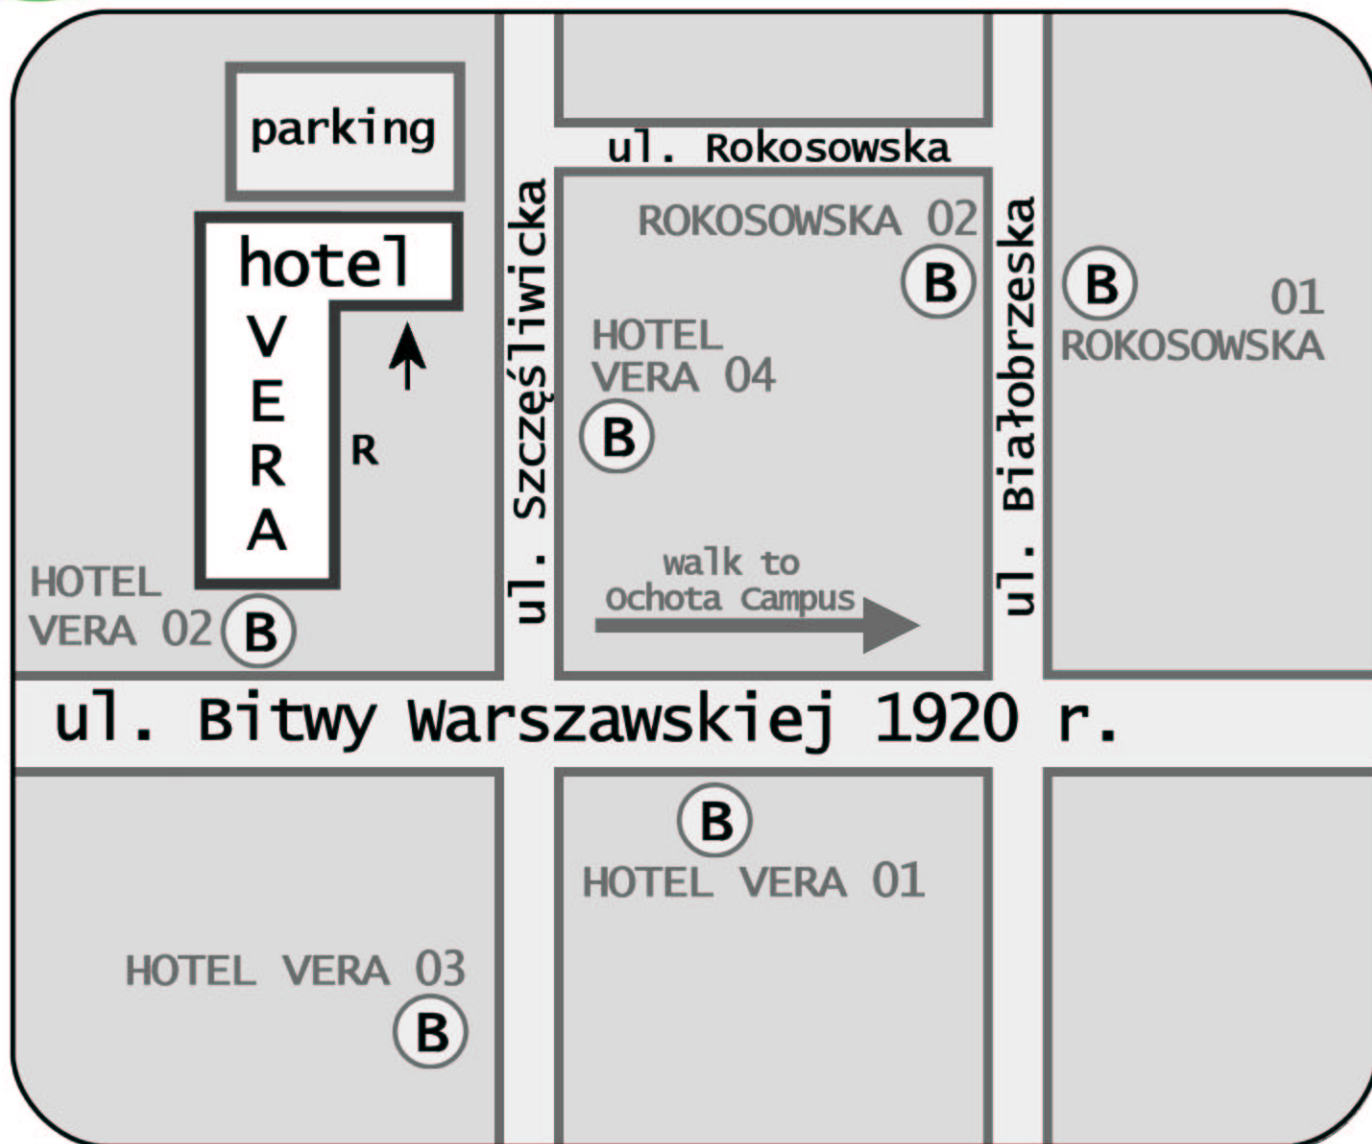 parking
hotel
VERA
R
HOTEL
VERA 02
B
ul. Szczęśliwicka
ul. Rokosowska
ROKOSOWSKA 02
B
HOTEL
VERA 04
B
walk to
Ochota Campus
ul. Białobrzeska
B
01
ROKOSOWSKA
ul. Bitwy Warszawskiej 1920 r.
B
HOTEL VERA 01
HOTEL VERA 03
B